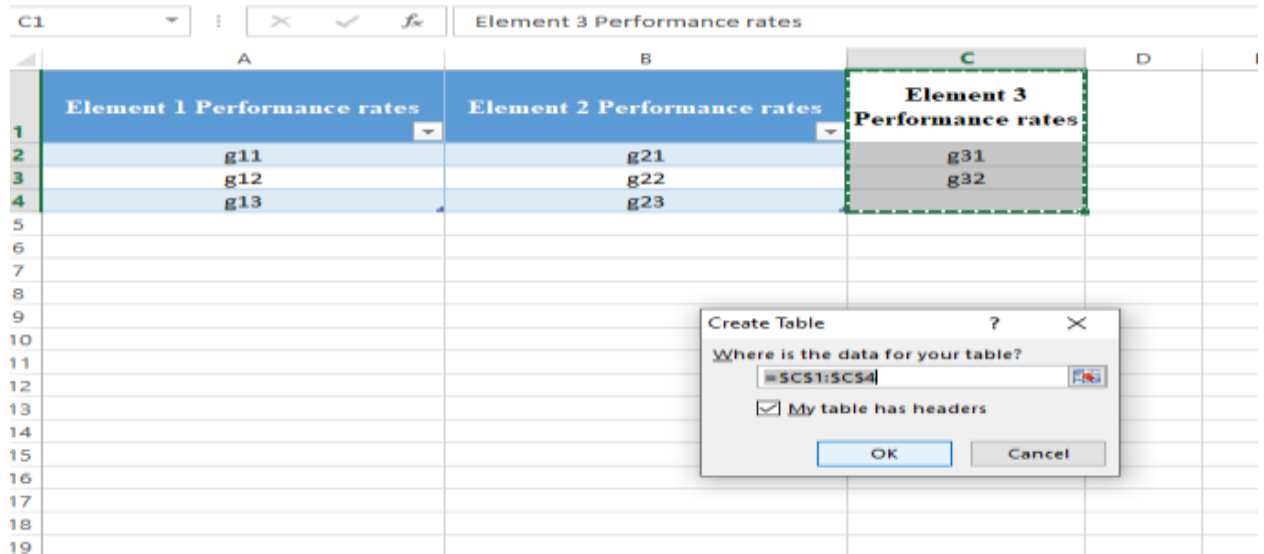 C1 fx Element 3 Performance rates
A B C D
Element 1 Performance rates Element 2 Performance rates Element 3
Performance rates
1
2 g11 g21 g31
3 g12 g22 g32
4 g13 g23
5
6
7
8
9
10
11
12
13
14
15
16
17
18
19
Create Table ? ×
Where is the data for your table?
=$C$1:$C$4
My table has headers
OK Cancel